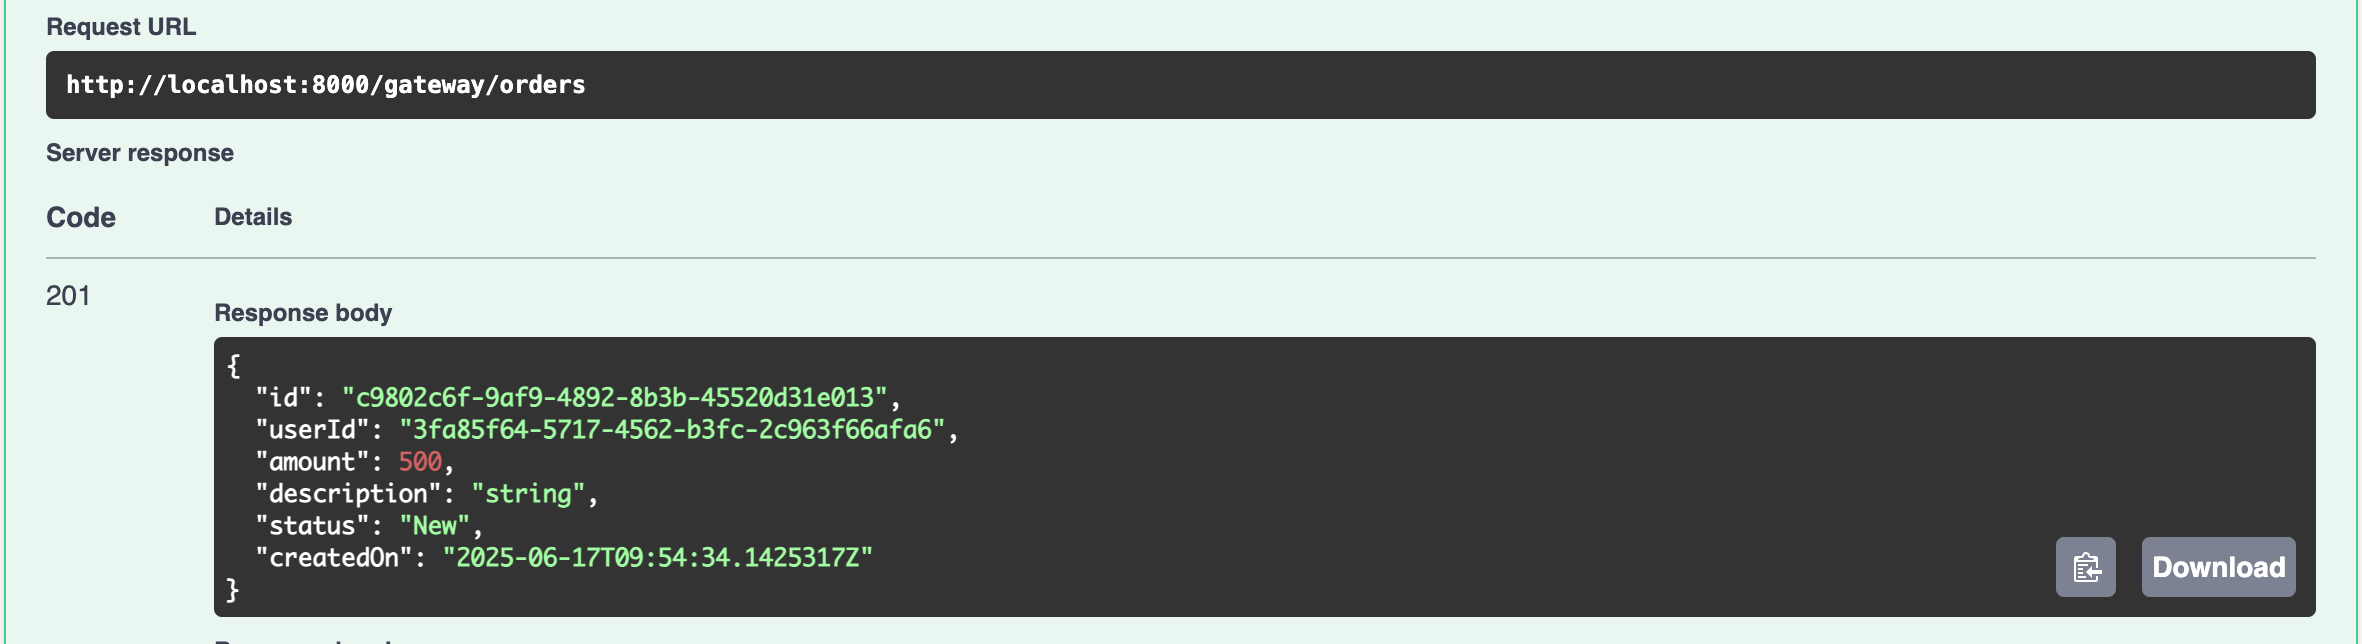 Request URL
http://localhost:8000/gateway/orders
Server response
Code Details
201
Response body
{
"id": "c9802c6f-9af9-4892-8b3b-45520d31e013",
"userId": "3fa85f64-5717-4562-b3fc-2c963f66afa6",
"amount": 500,
"description": "string",
"status": "New",
"createdOn": "2025-06-17T09:54:34.1425317Z"
}
Download